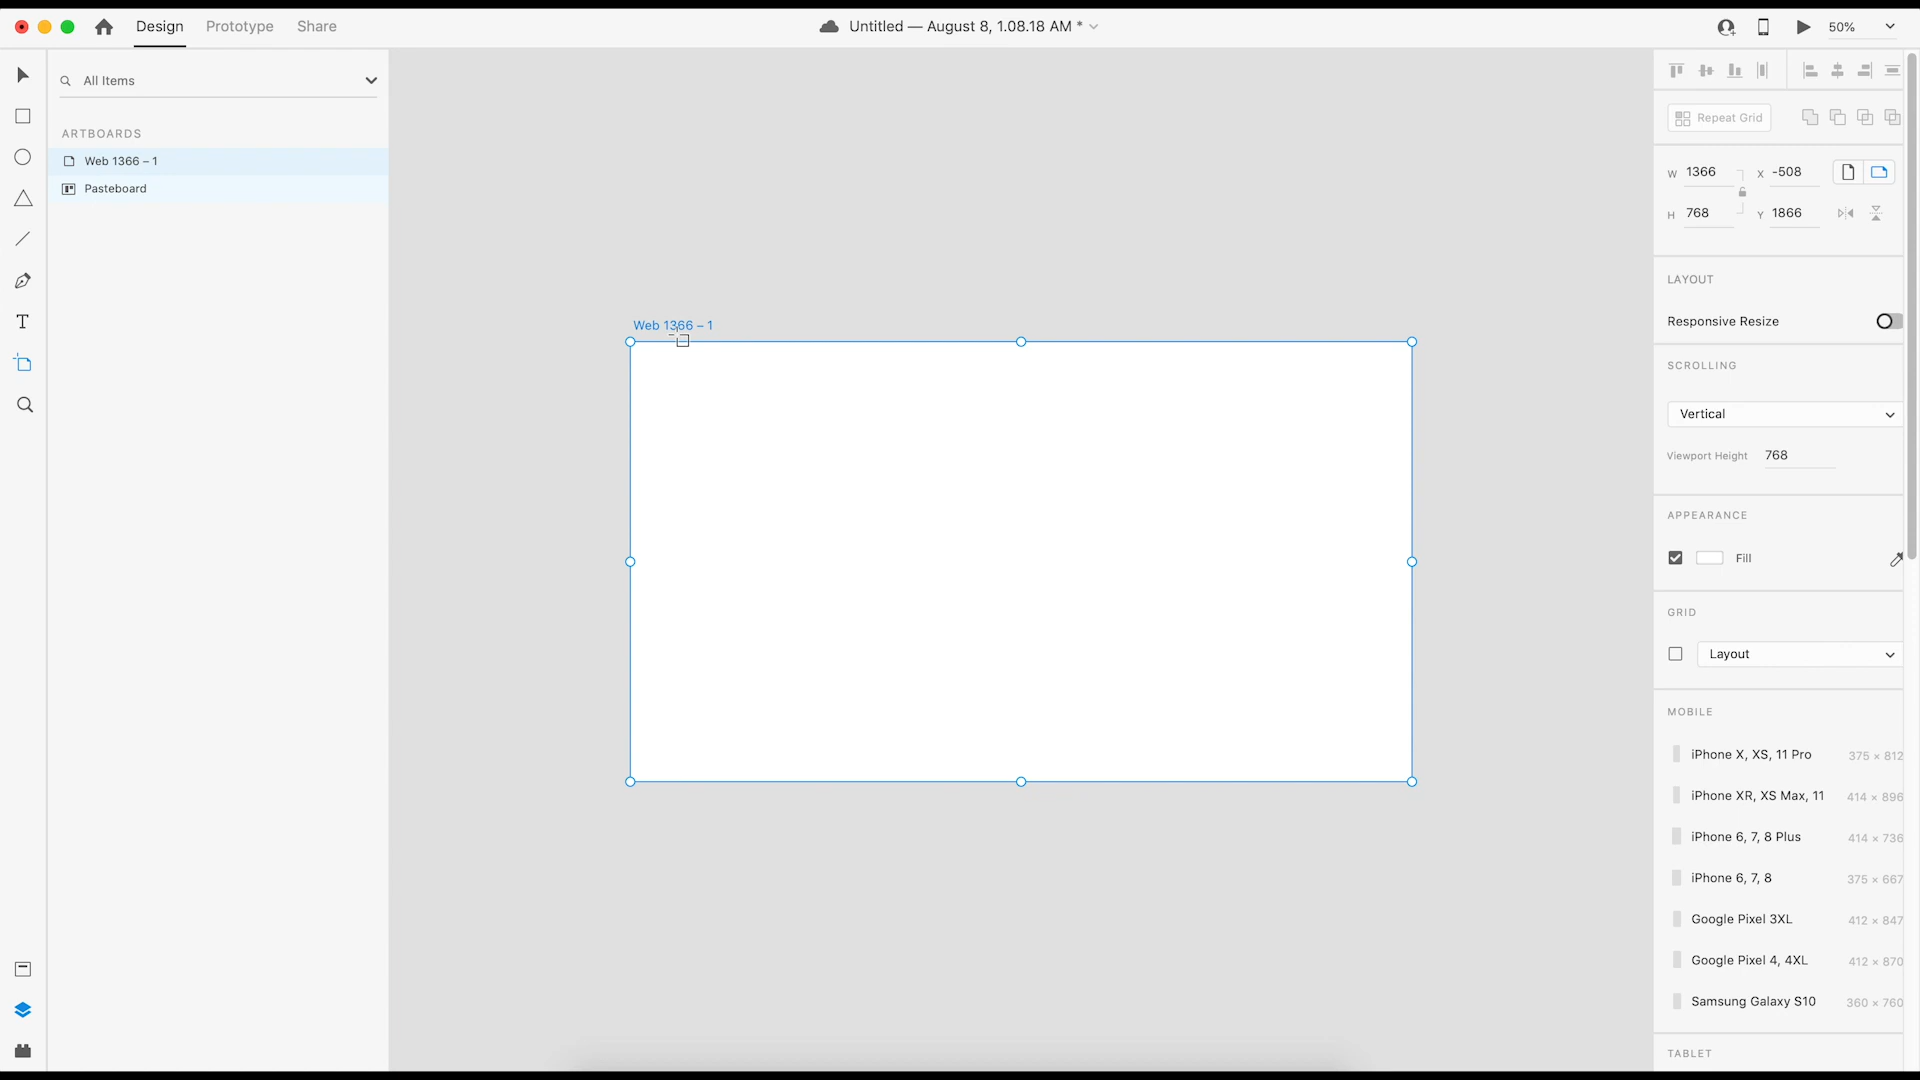 Design Prototype Share Untitled — August 8, 1.08.18 AM * 50%
All Items
ARTBOARDS
Web 1366 – 1
Pasteboard
Web 1366 – 1
Repeat Grid
W 1366 X -508
H 768 Y 1866
LAYOUT
Responsive Resize
SCROLLING
Vertical
Viewport Height 768
APPEARANCE
Fill
GRID
Layout
MOBILE
iPhone X, XS, 11 Pro 375 × 812
iPhone XR, XS Max, 11 414 × 896
iPhone 6, 7, 8 Plus 414 × 736
iPhone 6, 7, 8 375 × 667
Google Pixel 3XL 412 × 847
Google Pixel 4, 4XL 412 × 870
Samsung Galaxy S10 360 × 760
TABLET